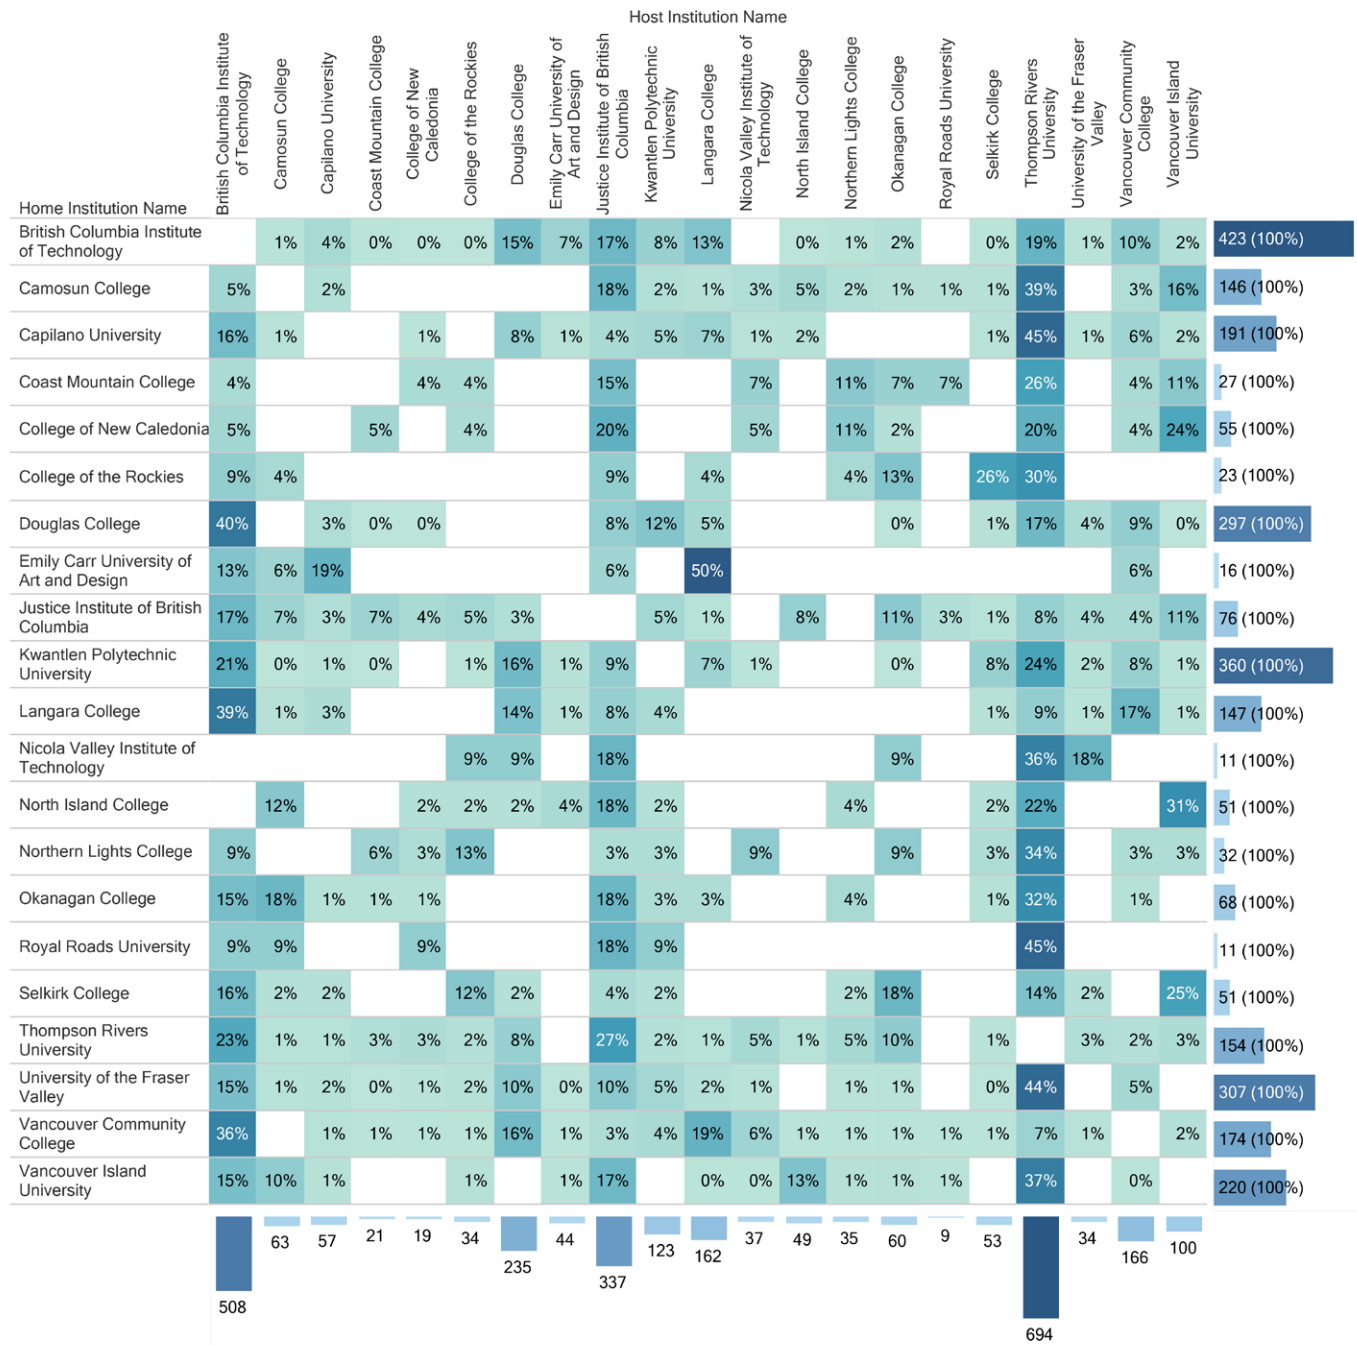 Host Institution Name
Home Institution Name
British Columbia Institute
of Technology
Camosun College
Capilano University
Coast Mountain College
College of New
Caledonia
College of the Rockies
Douglas College
Emily Carr University of
Art and Design
Justice Institute of British
Columbia
Kwantlen Polytechnic
University
Langara College
Nicola Valley Institute of
Technology
North Island College
Northern Lights College
Okanagan College
Royal Roads University
Selkirk College
Thompson Rivers
University
University of the Fraser
Valley
Vancouver Community
College
Vancouver Island
University
British Columbia Institute
of Technology
1% 4% 0% 0% 0% 15% 7% 17% 8% 13% 0% 1% 2% 0% 19% 1% 10% 2% 423 (100%)
Camosun College 5% 2% 18% 2% 1% 3% 5% 2% 1% 1% 1% 39% 3% 16% 146 (100%)
Capilano University 16% 1% 1% 8% 1% 4% 5% 7% 1% 2% 1% 45% 1% 6% 2% 191 (100%)
Coast Mountain College 4% 4% 4% 15% 7% 11% 7% 7% 26% 4% 11% 27 (100%)
College of New Caledonia 5% 5% 4% 20% 5% 11% 2% 20% 4% 24% 55 (100%)
College of the Rockies 9% 4% 9% 4% 4% 13% 26% 30% 23 (100%)
Douglas College 40% 3% 0% 0% 8% 12% 5% 0% 1% 17% 4% 9% 0% 297 (100%)
Emily Carr University of
Art and Design
13% 6% 19% 6% 50% 6% 16 (100%)
Justice Institute of British
Columbia
17% 7% 3% 7% 4% 5% 3% 5% 1% 8% 11% 3% 1% 8% 4% 4% 11% 76 (100%)
Kwantlen Polytechnic
University
21% 0% 1% 0% 1% 16% 1% 9% 7% 1% 0% 8% 24% 2% 8% 1% 360 (100%)
Langara College 39% 1% 3% 14% 1% 8% 4% 1% 9% 1% 17% 1% 147 (100%)
Nicola Valley Institute of
Technology
9% 9% 18% 9% 36% 18% 11 (100%)
North Island College 12% 2% 2% 2% 4% 18% 2% 4% 2% 22% 31% 51 (100%)
Northern Lights College 9% 6% 3% 13% 3% 3% 9% 9% 3% 34% 3% 3% 32 (100%)
Okanagan College 15% 18% 1% 1% 1% 18% 3% 3% 4% 1% 32% 1% 68 (100%)
Royal Roads University 9% 9% 9% 18% 9% 45% 11 (100%)
Selkirk College 16% 2% 2% 12% 2% 4% 2% 2% 18% 14% 2% 25% 51 (100%)
Thompson Rivers
University
23% 1% 1% 3% 3% 2% 8% 27% 2% 1% 5% 1% 5% 10% 1% 3% 2% 3% 154 (100%)
University of the Fraser
Valley
15% 1% 2% 0% 1% 2% 10% 0% 10% 5% 2% 1% 1% 1% 0% 44% 5% 307 (100%)
Vancouver Community
College
36% 1% 1% 1% 1% 16% 1% 3% 4% 19% 6% 1% 1% 1% 1% 1% 7% 1% 2% 174 (100%)
Vancouver Island
University
15% 10% 1% 1% 1% 17% 0% 0% 13% 1% 1% 1% 37% 0% 220 (100%)
508 63 57 21 19 34 235 44 337 123 162 37 49 35 60 9 53 694 34 166 100